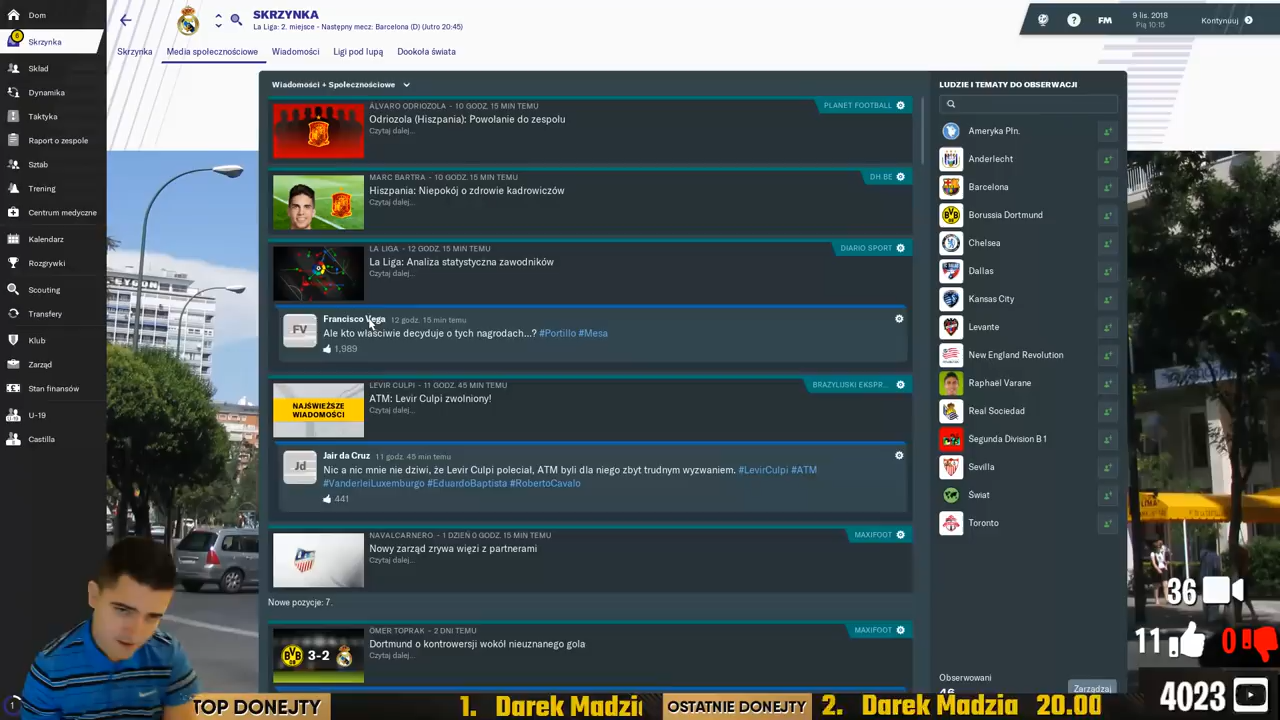 Dom
6
Skrzynka
Skład
Dynamika
Taktyka
Raport o zespole
Sztab
Trening
Centrum medyczne
Kalendarz
Rozgrywki
Scouting
Transfery
Klub
Zarząd
Stan finansów
U-19
Castilla
SKRZYNKA
La Liga: 2. miejsce - Następny mecz: Barcelona (D) (Jutro 20:45)
Skrzynka Media społecznościowe Wiadomości Ligi pod lupą Dookoła świata
FM
9 lis. 2018
Pią 10:15
Kontynuuj
Wiadomości + Społecznościowe
ÁLVARO ODRIOZOLA - 10 GODZ. 15 MIN TEMU
PLANET FOOTBALL
Odriozola (Hiszpania): Powołanie do zespołu
Czytaj dalej...
MARC BARTRA - 10 GODZ. 15 MIN TEMU
DH BE
Hiszpania: Niepokój o zdrowie kadrowiczów
Czytaj dalej...
LA LIGA - 12 GODZ. 15 MIN TEMU
DIARIO SPORT
La Liga: Analiza statystyczna zawodników
Czytaj dalej...
FV
Francisco Vega 12 godz. 15 min temu
Ale kto właściwie decyduje o tych nagrodach...? #Portillo #Mesa
1,989
LEVIR CULPI - 11 GODZ. 45 MIN TEMU
BRAZYLIJSKI EKSPR...
NAJŚWIEŻSZE
WIADOMOŚCI
ATM: Levir Culpi zwolniony!
Czytaj dalej...
Jd
Jair da Cruz 11 godz. 45 min temu
Nic a nic mnie nie dziwi, że Levir Culpi poleciał, ATM byli dla niego zbyt trudnym wyzwaniem. #LevirCulpi #ATM
#VanderleiLuxemburgo #EduardoBaptista #RobertoCavalo
441
NAVALCARNERO - 1 DZIEŃ 0 GODZ. 15 MIN TEMU
MAXIFOOT
Nowy zarząd zrywa więzi z partnerami
Czytaj dalej...
Nowe pozycje: 7.
ÖMER TOPRAK - 2 DNI TEMU
MAXIFOOT
BVB 09 3-2
Dortmund o kontrowersji wokół nieuznanego gola
Czytaj dalej...
LUDZIE I TEMATY DO OBSERWACJI
Ameryka Płn.
Anderlecht
Barcelona
Borussia Dortmund
Chelsea
Dallas
Kansas City
Levante
New England Revolution
Raphaël Varane
Real Sociedad
Segunda División B 1
Sevilla
Świat
Toronto
Obserwowani
46
Zarządzaj
36
11 0
4023
TOP DONEJTY 1. Darek Madzi OSTATNIE DONEJTY 2. Darek Madzia 20.00